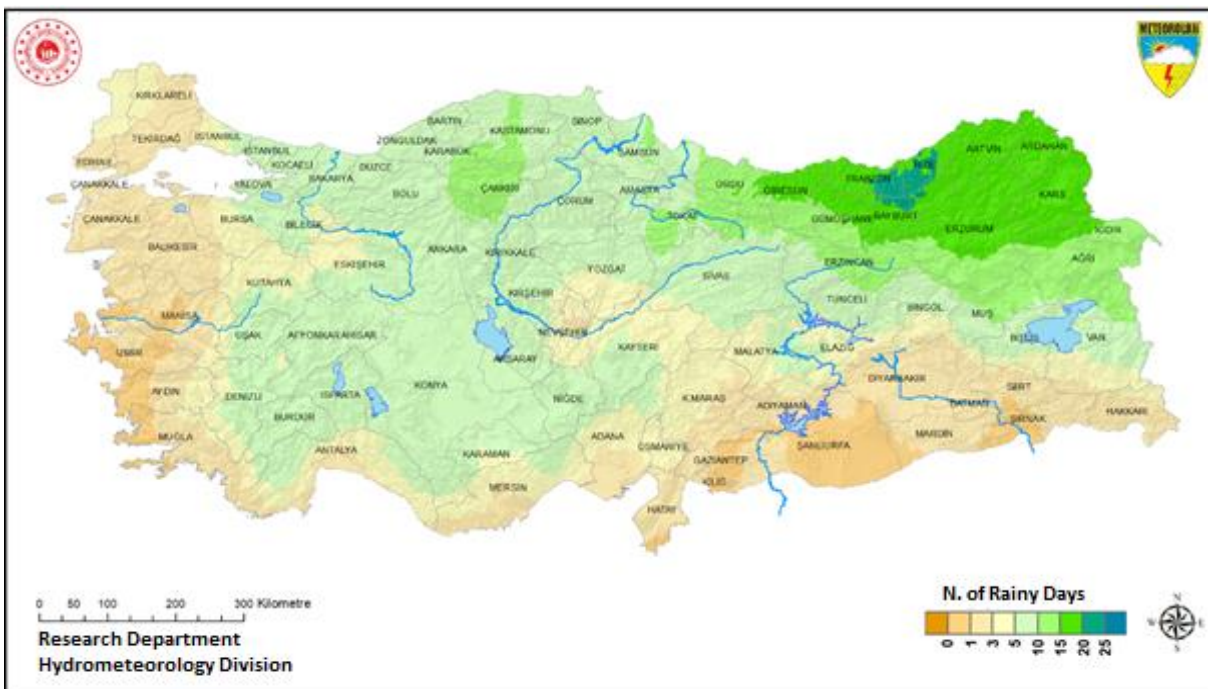 METEOROLOJİ
KIRKLARELİ
TEKİRDAĞ
İSTANBUL
EDİRNE
ÇANAKKALE
İSTANBUL
KOCAELİ
YALOVA
SAKARYA
DÜZCE
ZONGULDAK
BARTIN
KARABÜK
KASTAMONU
SİNOP
SAMSUN
BOLU
ÇANKIRI
ÇORUM
AMASYA
TOKAT
ORDU
GİRESUN
TRABZON
RİZE
ARTVİN
ARDAHAN
KARS
GÜMÜŞHANE
BAYBURT
ERZURUM
IĞDIR
AĞRI
ÇANAKKALE
BALIKESİR
BURSA
BİLECİK
ESKİŞEHİR
ANKARA
KIRIKKALE
YOZGAT
SİVAS
ERZİNCAN
TUNCELİ
BİNGÖL
MUŞ
BİTLİS
VAN
KÜTAHYA
MANİSA
UŞAK
AFYONKARAHİSAR
KIRŞEHİR
NEVŞEHİR
KAYSERİ
MALATYA
ELAZIĞ
DİYARBAKIR
İZMİR
AYDIN
DENİZLİ
ISPARTA
BURDUR
KONYA
AKSARAY
NİĞDE
K.MARAŞ
ADIYAMAN
BATMAN
SİİRT
ŞIRNAK
HAKKARİ
MUĞLA
ANTALYA
KARAMAN
MERSİN
ADANA
OSMANİYE
GAZİANTEP
KİLİS
HATAY
ŞANLIURFA
MARDİN
0 50 100 200 300 Kilometre
Research Department
Hydrometeorology Division
N. of Rainy Days
0 1 3 5 10 15 20 25
N
W E
S